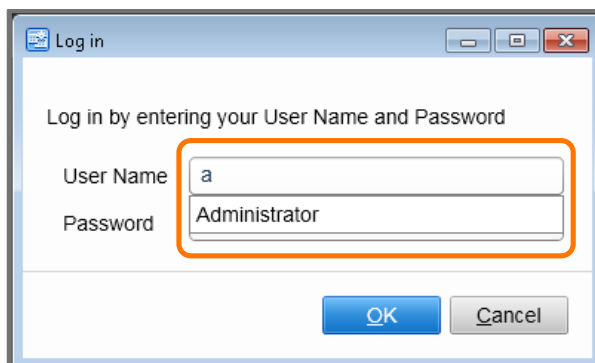 Log in
Log in by entering your User Name and Password
User Name a
Administrator
Password
OK Cancel